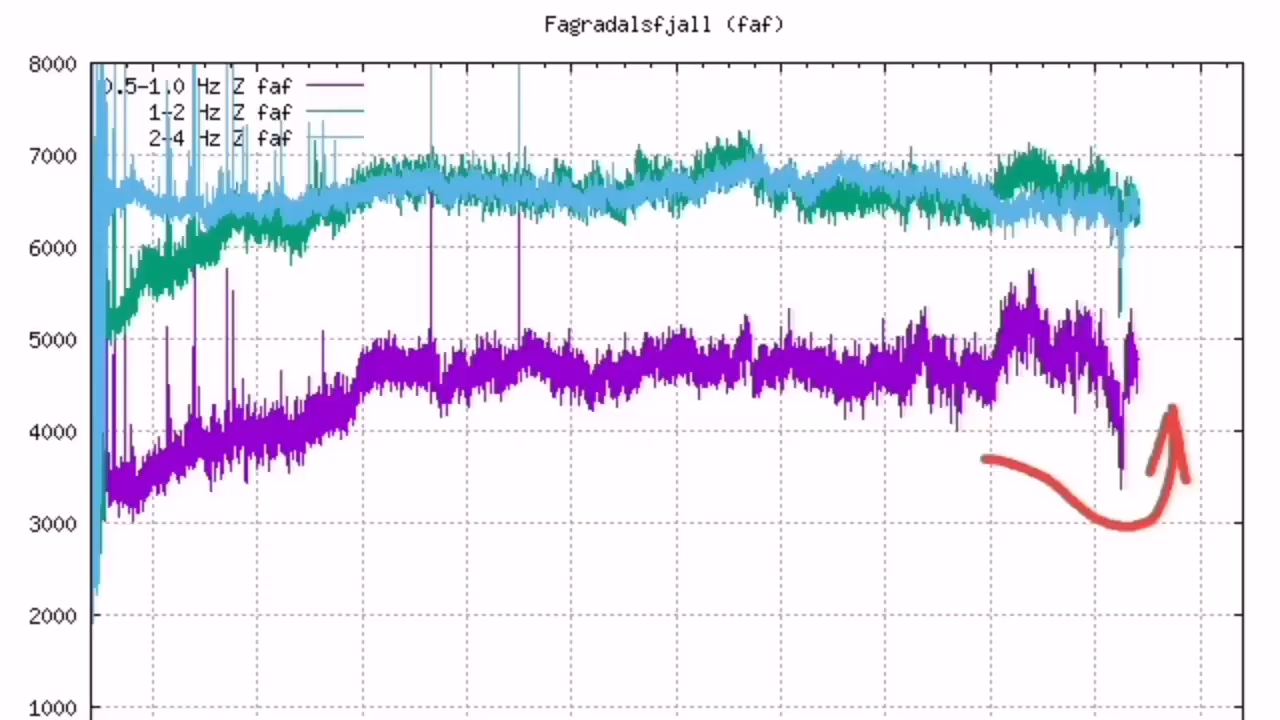 Fagradalsfjall (faf)
8000
0.5-1.0 Hz Z faf
1-2 Hz Z faf
2-4 Hz Z faf
7000
6000
5000
4000
3000
2000
1000